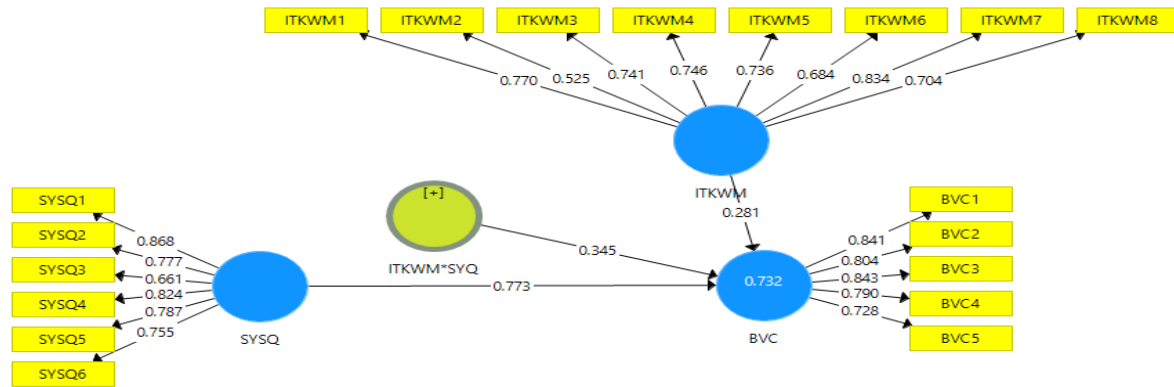 ITKWM1 ITKWM2 ITKWM3 ITKWM4 ITKWM5 ITKWM6 ITKWM7 ITKWM8
0.770 0.525 0.741 0.746 0.736 0.684 0.834 0.704
ITKWM
0.281
[+]
ITKWM*SYQ
0.345
SYSQ1
SYSQ2
SYSQ3
SYSQ4
SYSQ5
SYSQ6
0.868
0.777
0.661
0.824
0.787
0.755
SYSQ
0.773
0.732
BVC
0.841
0.804
0.843
0.790
0.728
BVC1
BVC2
BVC3
BVC4
BVC5